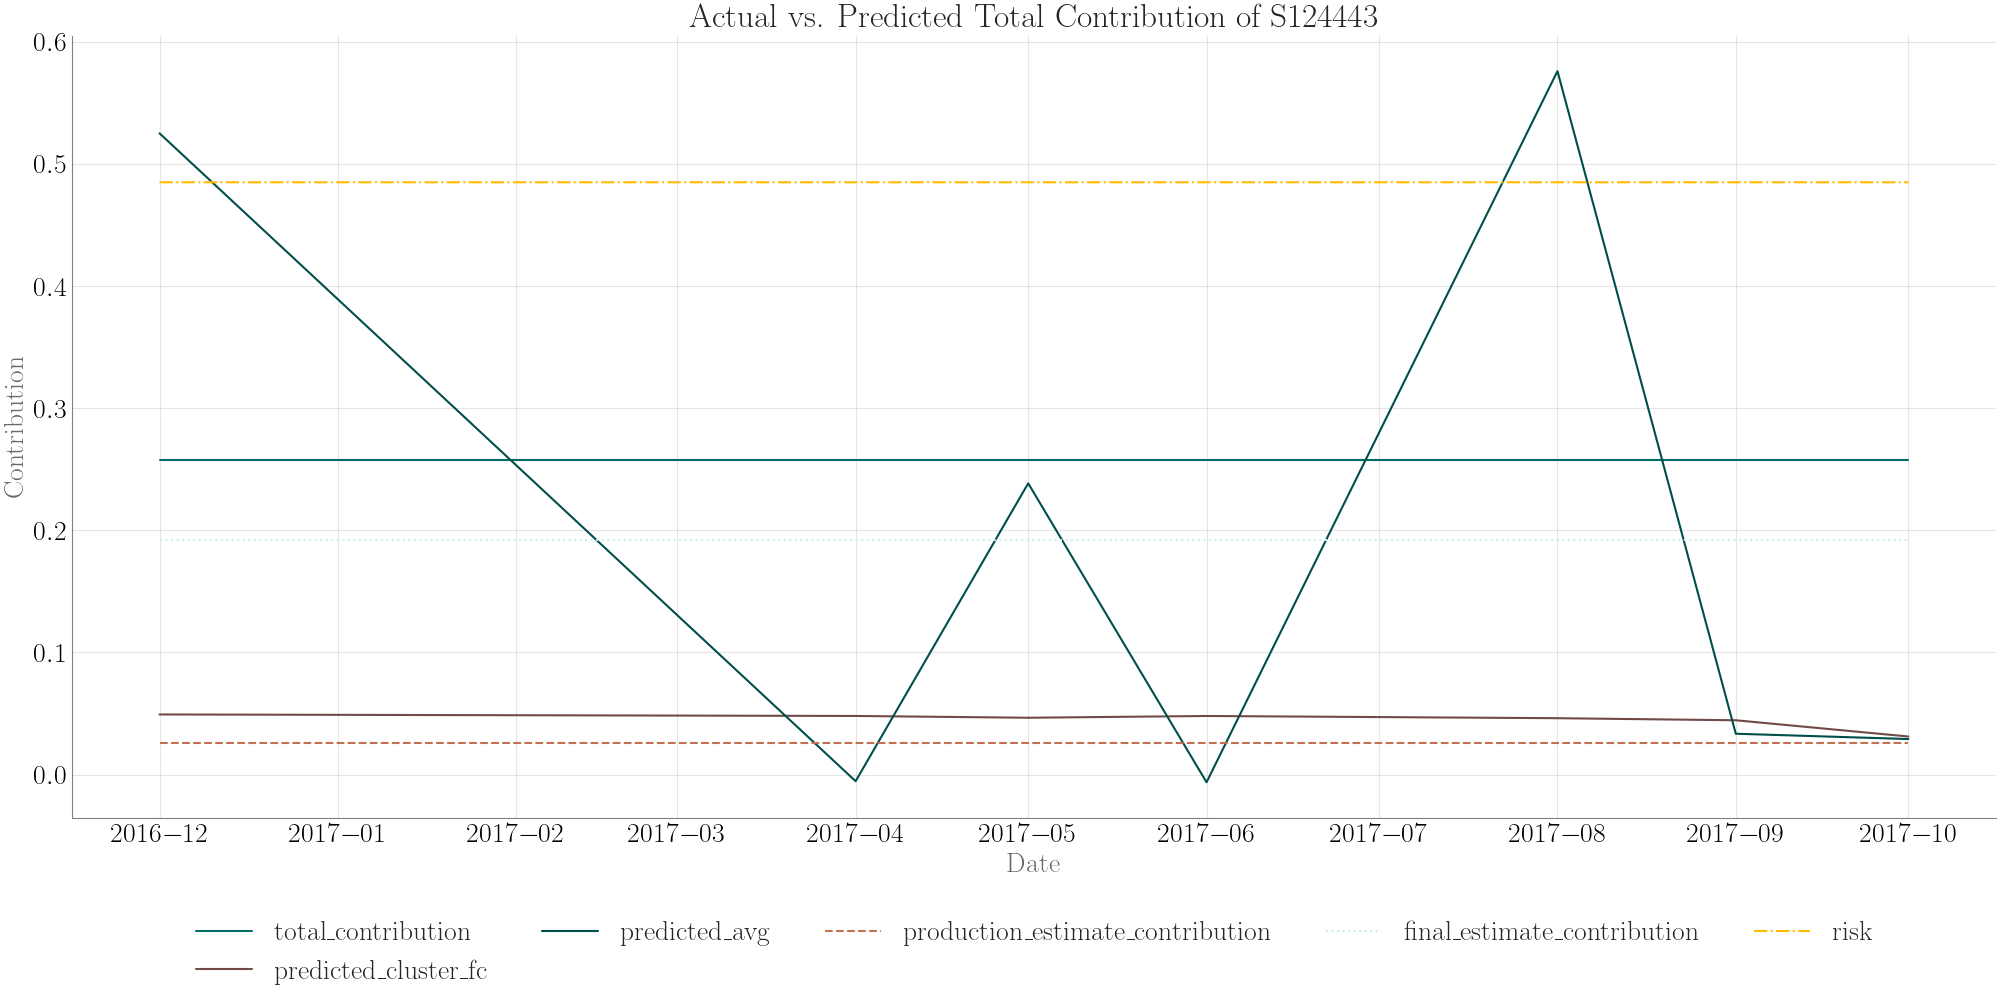 Actual vs. Predicted Total Contribution of S124443
0.6
0.5
0.4
0.3
0.2
0.1
0.0
Contribution
2016–12 2017–01 2017–02 2017–03 2017–04 2017–05 2017–06 2017–07 2017–08 2017–09 2017–10
Date
total_contribution predicted_avg production_estimate_contribution final_estimate_contribution risk
predicted_cluster_fc